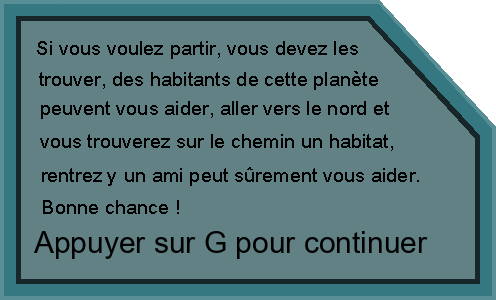 Si vous voulez partir, vous devez les
trouver, des habitants de cette planète
peuvent vous aider, aller vers le nord et
vous trouverez sur le chemin un habitat,
rentrez y un ami peut sûrement vous aider.
Bonne chance !
Appuyer sur G pour continuer